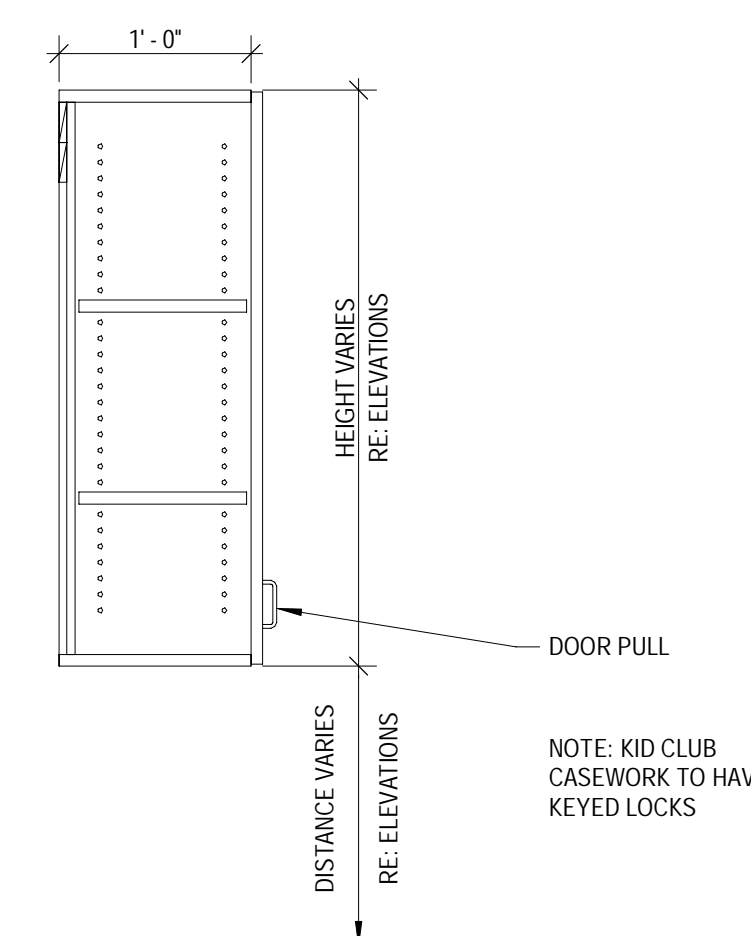 1' - 0"
HEIGHT VARIES
RE: ELEVATIONS
DOOR PULL
DISTANCE VARIES
RE: ELEVATIONS
NOTE: KID CLUB
CASEWORK TO HAV
KEYED LOCKS